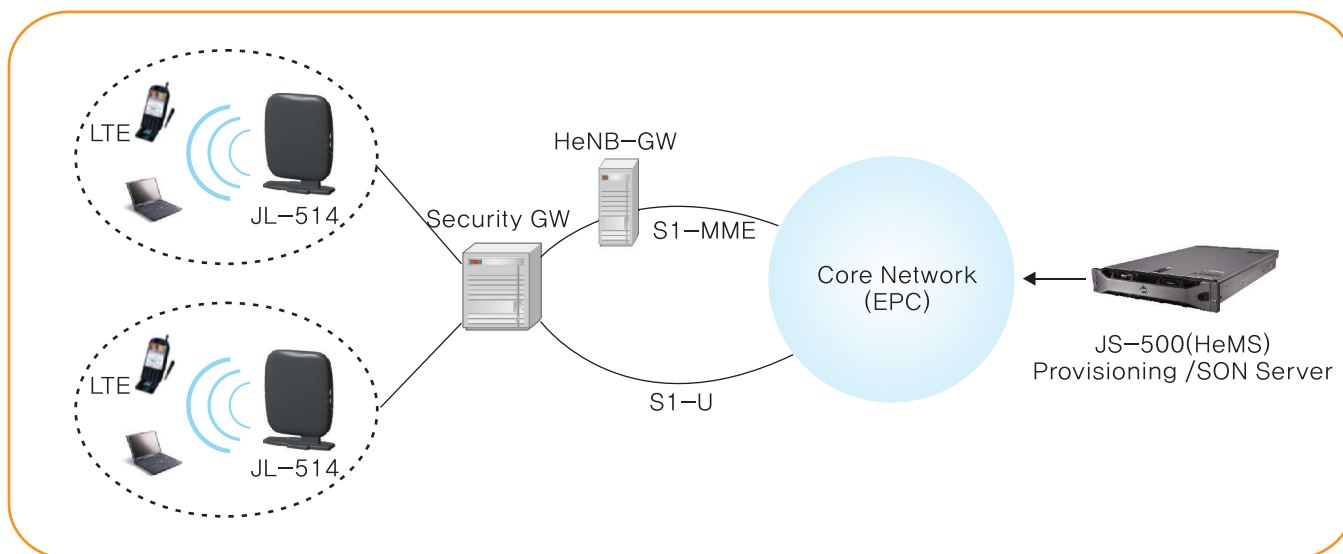 LTE
JL-514
LTE
JL-514
Security GW
HeNB-GW
S1-MME
S1-U
Core Network
(EPC)
JS-500(HeMS)
Provisioning /SON Server